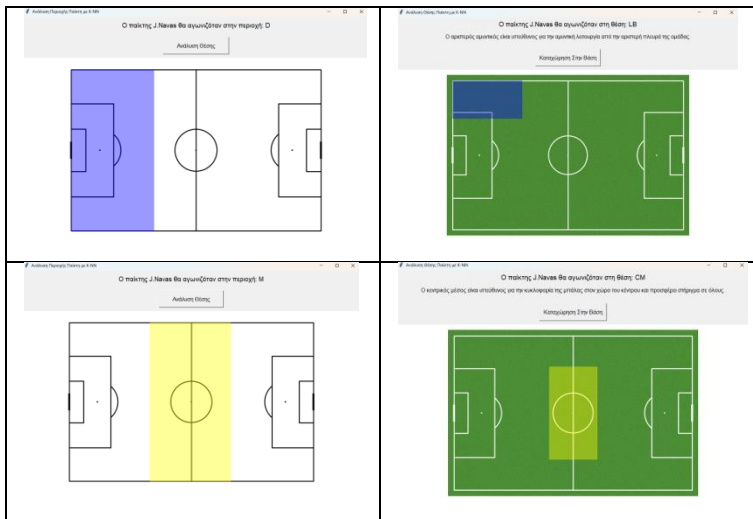 Ανάλυση Περιοχής Παίκτη με K-NN
Ο παίκτης J.Navas θα αγωνιζόταν στην περιοχή: D
Ανάλυση Θέσης
Ανάλυση Θέσης Παίκτη με K-NN
Ο παίκτης J.Navas θα αγωνιζόταν στη θέση: LB
Ο αριστερός αμυντικός είναι υπεύθυνος για την αμυντική λειτουργία από την αριστερή πλευρά της ομάδας.
Καταχώρηση Στην Βάση
Ανάλυση Περιοχής Παίκτη με K-NN
Ο παίκτης J.Navas θα αγωνιζόταν στην περιοχή: M
Ανάλυση Θέσης
Ανάλυση Θέσης Παίκτη με K-NN
Ο παίκτης J.Navas θα αγωνιζόταν στη θέση: CM
Ο κεντρικός μέσος είναι υπεύθυνος για την κυκλοφορία της μπάλας στον χώρο του κέντρου και προσφέρει στήριγμα σε όλους.
Καταχώρηση Στην Βάση